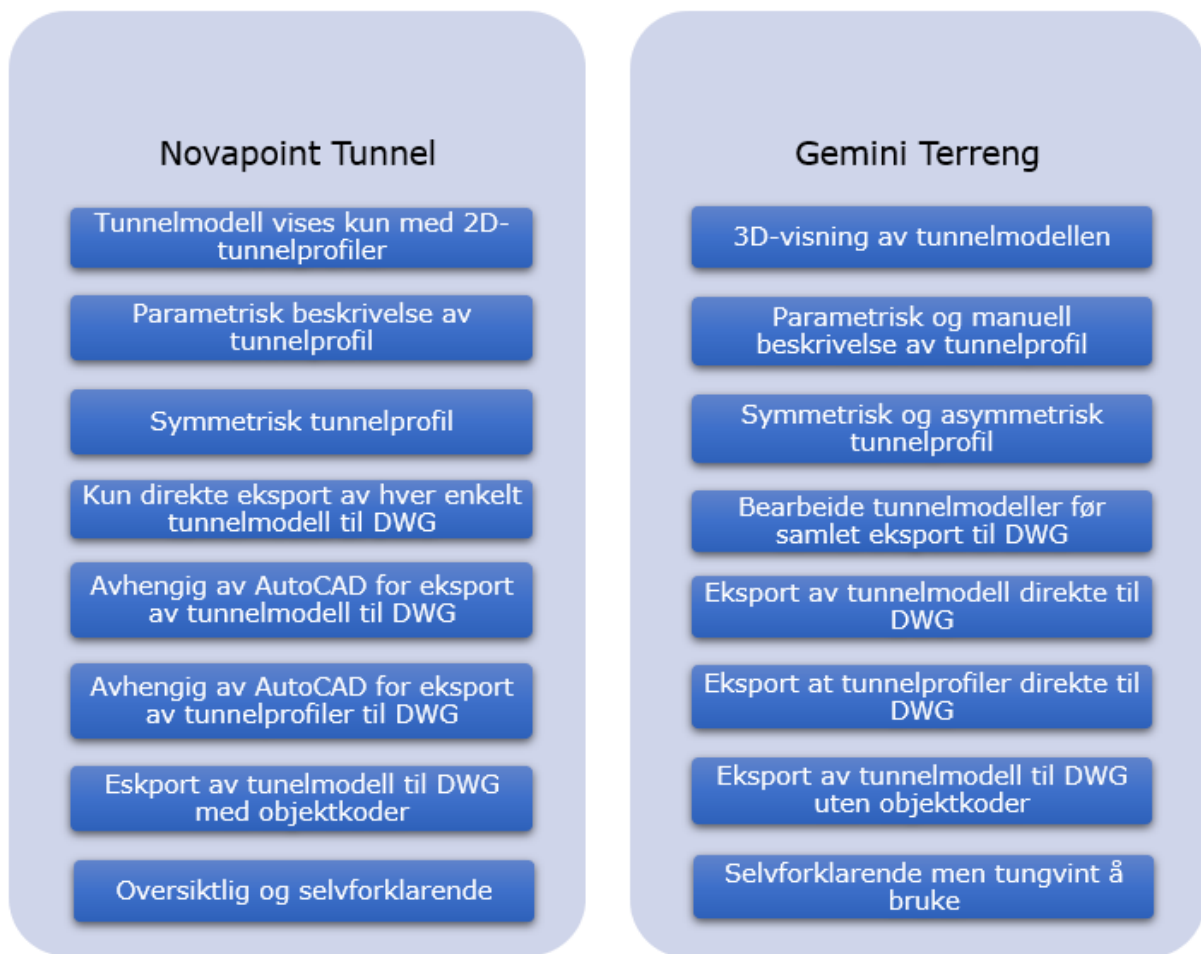 Novapoint Tunnel
Tunnelmodell vises kun med 2D-
tunnelprofiler
Parametrisk beskrivelse av
tunnelprofil
Symmetrisk tunnelprofil
Kun direkte eksport av hver enkelt
tunnelmodell til DWG
Avhengig av AutoCAD for eksport
av tunnelmodell til DWG
Avhengig av AutoCAD for eksport
av tunnelprofiler til DWG
Eskport av tunelmodell til DWG
med objektkoder
Oversiktlig og selvforklarende
Gemini Terreng
3D-visning av tunnelmodellen
Parametrisk og manuell
beskrivelse av tunnelprofil
Symmetrisk og asymmetrisk
tunnelprofil
Bearbeide tunnelmodeller før
samlet eksport til DWG
Eksport av tunnelmodell direkte til
DWG
Eksport at tunnelprofiler direkte til
DWG
Eksport av tunnelmodell til DWG
uten objektkoder
Selvforklarende men tungvint å
bruke